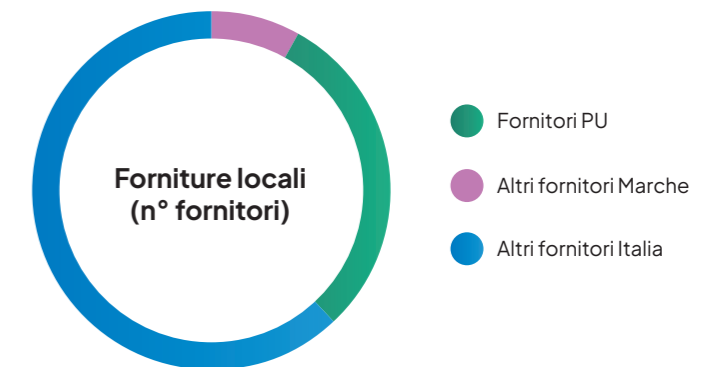 Forniture locali
(n° fornitori)
Fornitori PU
Altri fornitori Marche
Altri fornitori Italia